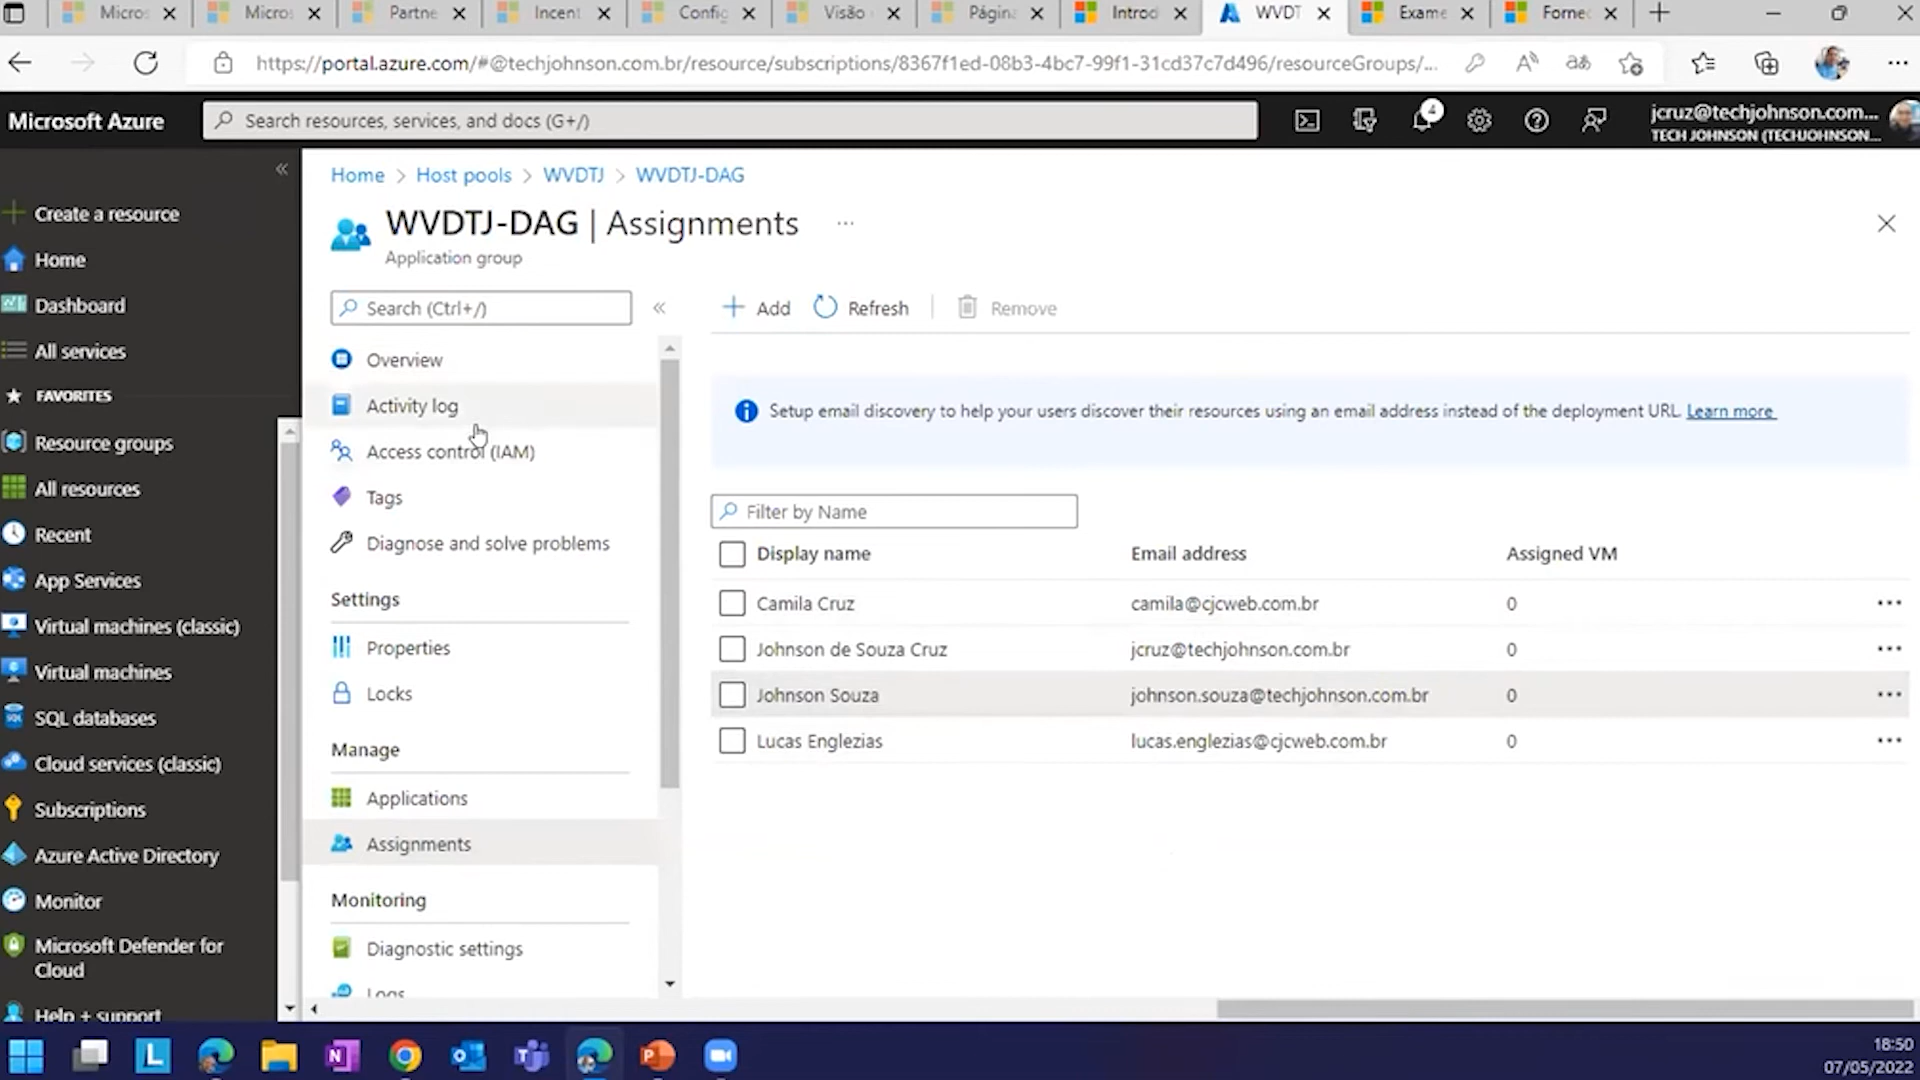 Micro: Micro: Partne Incent Config Visão Página Introd WVDT Exame Forne
https://portal.azure.com/#@techjohnson.com.br/resource/subscriptions/8367f1ed-08b3-4bc7-99f1-31cd37c7d496/resourceGroups/...
Microsoft Azure
Search resources, services, and docs (G+/)
4
jcruz@techjohnson.com...
TECH JOHNSON (TECHJOHNSON...
Create a resource
Home
Dashboard
All services
FAVORITES
Resource groups
All resources
Recent
App Services
Virtual machines (classic)
Virtual machines
SQL databases
Cloud services (classic)
Subscriptions
Azure Active Directory
Monitor
Microsoft Defender for
Cloud
Help + support
Home > Host pools > WVDTJ > WVDTJ-DAG
WVDTJ-DAG | Assignments ...
Application group
Search (Ctrl+/)
Overview
Activity log
Access control (IAM)
Tags
Diagnose and solve problems
Settings
Properties
Locks
Manage
Applications
Assignments
Monitoring
Diagnostic settings
Logs
Add Refresh Remove
Setup email discovery to help your users discover their resources using an email address instead of the deployment URL. Learn more
Filter by Name
Display name Email address Assigned VM
Camila Cruz camila@cjcweb.com.br 0 ...
Johnson de Souza Cruz jcruz@techjohnson.com.br 0 ...
Johnson Souza johnson.souza@techjohnson.com.br 0 ...
Lucas Englezias lucas.englezias@cjcweb.com.br 0 ...
18:50
07/05/2022